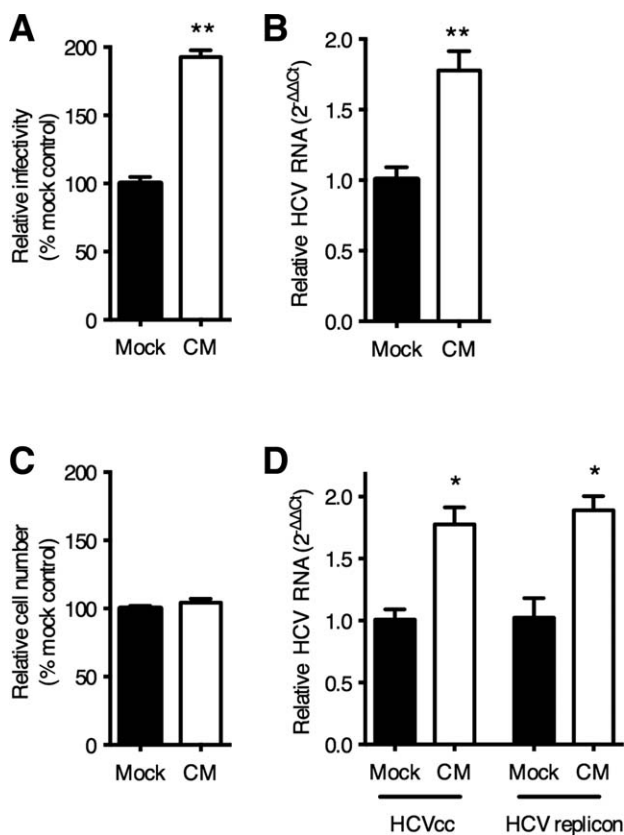 A
Relative infectivity
(% mock control)
200
150
100
50
0
**
Mock CM
B
Relative HCV RNA (2-ΔΔCt)
2.0
1.5
1.0
0.5
0.0
**
Mock CM
C
Relative cell number
(% mock control)
200
150
100
50
0
Mock CM
D
Relative HCV RNA (2-ΔΔCt)
2.0
1.5
1.0
0.5
0.0
* *
Mock CM Mock CM
HCVcc HCV replicon